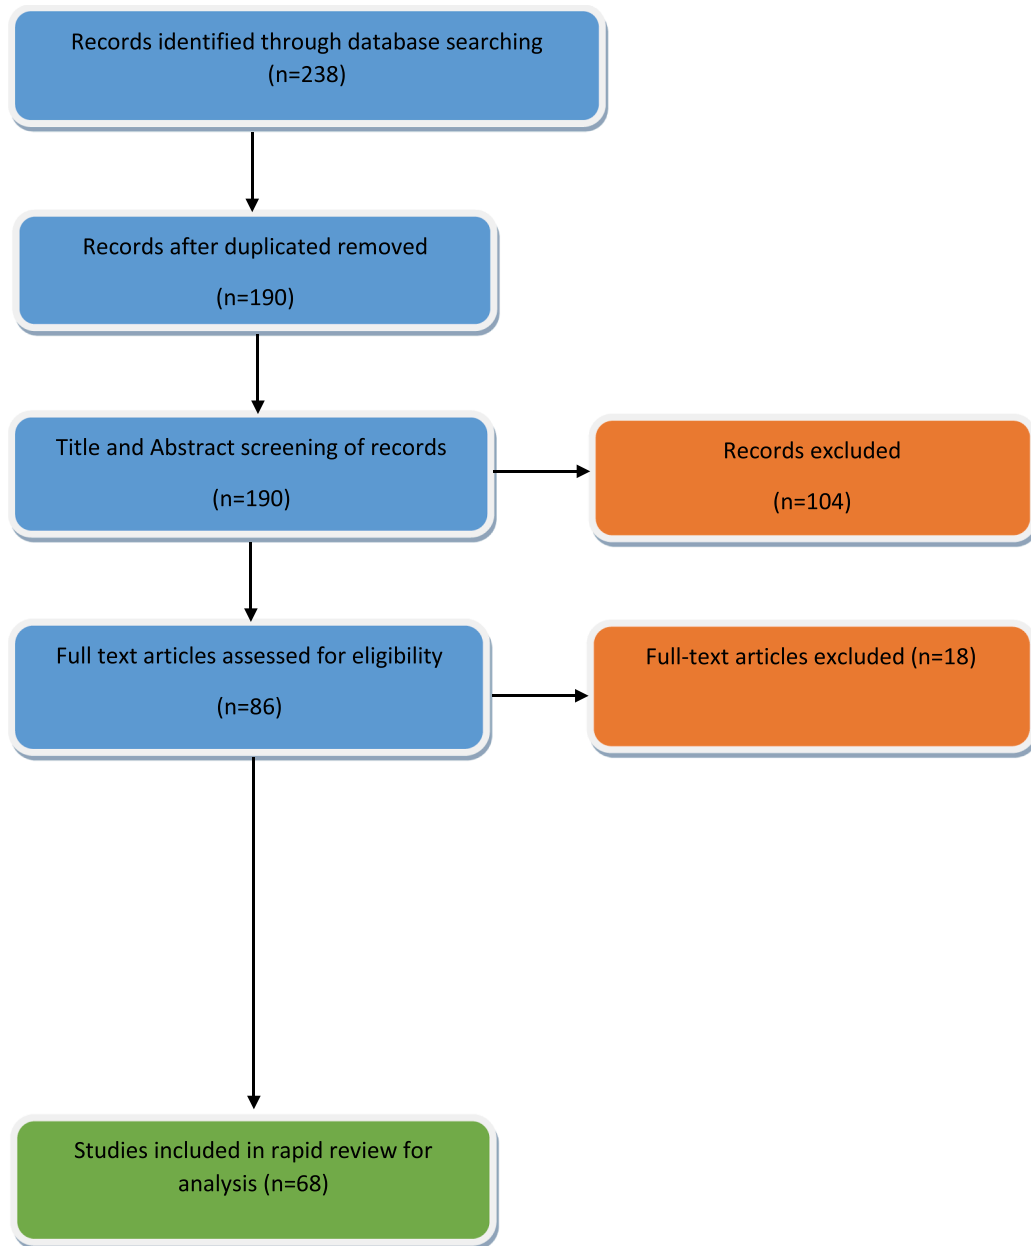 Records identified through database searching
(n=238)
Records after duplicated removed
(n=190)
Title and Abstract screening of records
(n=190)
Records excluded
(n=104)
Full text articles assessed for eligibility
(n=86)
Full-text articles excluded (n=18)
Studies included in rapid review for
analysis (n=68)